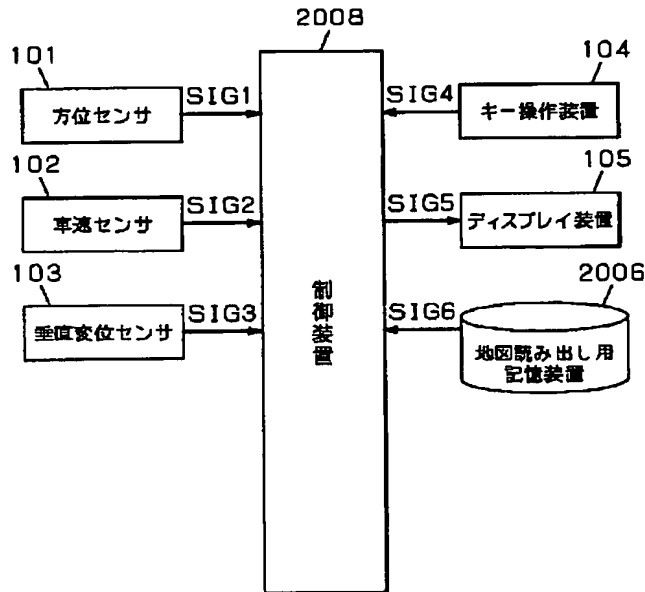 2008
101
方位センサ
SIG1
102
車速センサ
SIG2
103
垂直変位センサ
SIG3
制御装置
104
SIG4
キー操作装置
105
SIG5
ディスプレイ装置
2006
SIG6
地図読み出し用
記憶装置